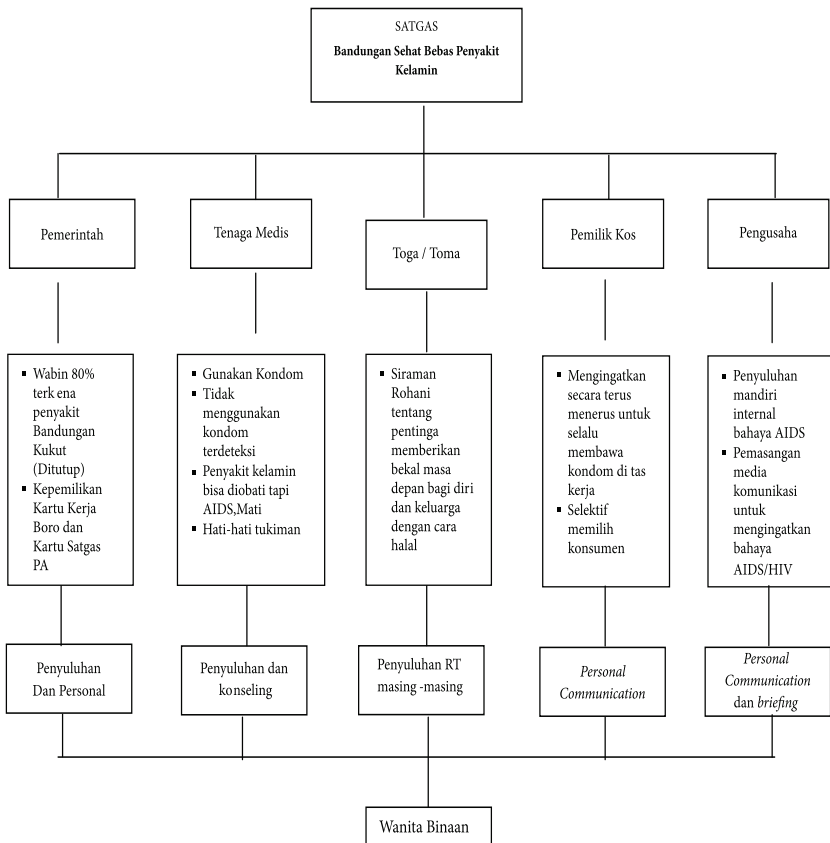 SATGAS
Bandungan Sehat Bebas Penyakit
Kelamin
Pemerintah
Tenaga Medis
Toga / Toma
Pemilik Kos
Pengusaha
▪ Wabin 80%
terk ena
penyakit
Bandungan
Kukut
(Ditutup)
▪ Kepemilikan
Kartu Kerja
Boro dan
Kartu Satgas
PA
▪ Gunakan Kondom
▪ Tidak
menggunakan
kondom
terdeteksi
▪ Penyakit kelamin
bisa diobati tapi
AIDS,Mati
▪ Hati-hati tukiman
▪ Siraman
Rohani
tentang
pentinga
memberikan
bekal masa
depan bagi diri
dan keluarga
dengan cara
halal
▪ Mengingatkan
secara terus
menerus untuk
selalu
membawa
kondom di tas
kerja
▪ Selektif
memilih
konsumen
▪ Penyuluhan
mandiri
internal
bahaya AIDS
▪ Pemasangan
media
komunikasi
untuk
mengingatkan
bahaya
AIDS/HIV
Penyuluhan
Dan Personal
Penyuluhan dan
konseling
Penyuluhan RT
masing -masing
Personal
Communication
Personal
Communication
dan briefing
Wanita Binaan